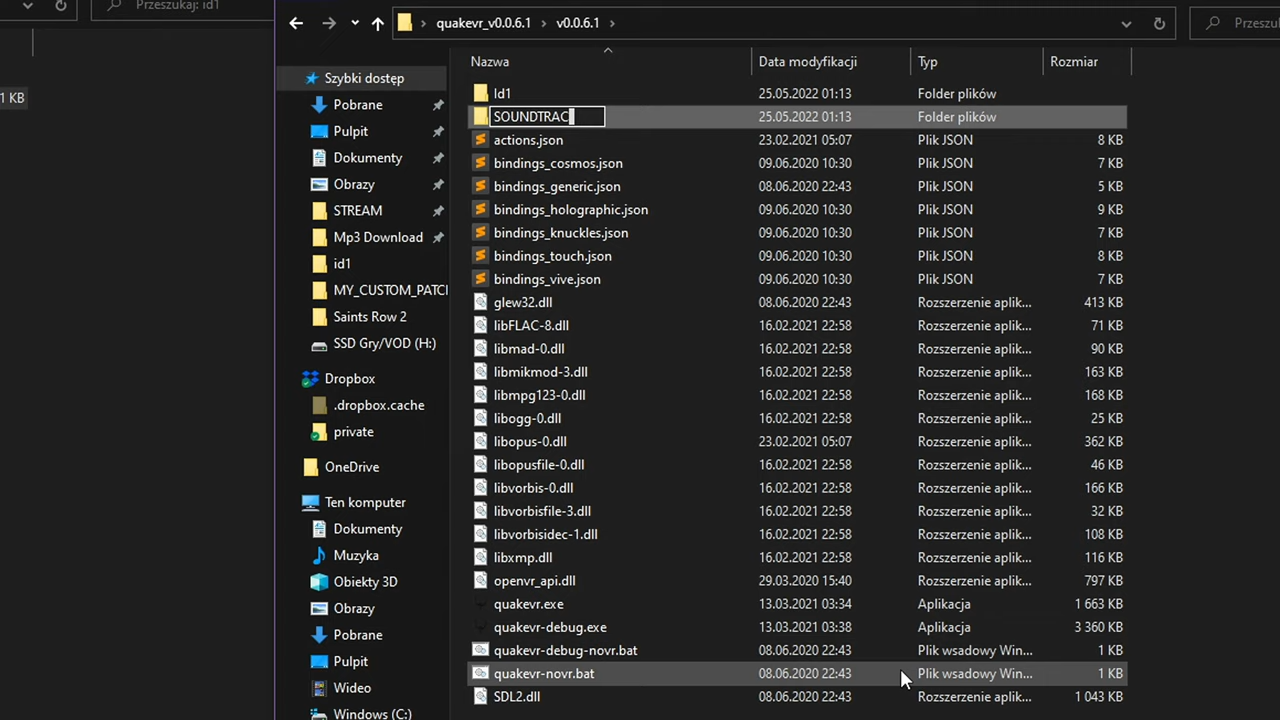 Przeszukaj: id1
1 KB
quakevr_v0.0.6.1 > v0.0.6.1 >
Przeszu
Nazwa Data modyfikacji Typ Rozmiar
Szybki dostęp
Pobrane
Pulpit
Dokumenty
Obrazy
STREAM
Mp3 Download
id1
MY_CUSTOM_PATC
Saints Row 2
SSD Gry/VOD (H:)
Dropbox
.dropbox.cache
private
OneDrive
Ten komputer
Dokumenty
Muzyka
Obiekty 3D
Obrazy
Pobrane
Pulpit
Wideo
Windows (C:)
Id1 25.05.2022 01:13 Folder plików
SOUNDTRAC 25.05.2022 01:13 Folder plików
actions.json 23.02.2021 05:07 Plik JSON 8 KB
bindings_cosmos.json 09.06.2020 10:30 Plik JSON 7 KB
bindings_generic.json 08.06.2020 22:43 Plik JSON 5 KB
bindings_holographic.json 09.06.2020 10:30 Plik JSON 9 KB
bindings_knuckles.json 09.06.2020 10:30 Plik JSON 7 KB
bindings_touch.json 09.06.2020 10:30 Plik JSON 8 KB
bindings_vive.json 09.06.2020 10:30 Plik JSON 7 KB
glew32.dll 08.06.2020 22:43 Rozszerzenie aplik... 413 KB
libFLAC-8.dll 16.02.2021 22:58 Rozszerzenie aplik... 71 KB
libmad-0.dll 16.02.2021 22:58 Rozszerzenie aplik... 90 KB
libmikmod-3.dll 16.02.2021 22:58 Rozszerzenie aplik... 163 KB
libmpg123-0.dll 16.02.2021 22:58 Rozszerzenie aplik... 168 KB
libogg-0.dll 16.02.2021 22:58 Rozszerzenie aplik... 25 KB
libopus-0.dll 23.02.2021 05:07 Rozszerzenie aplik... 362 KB
libopusfile-0.dll 16.02.2021 22:58 Rozszerzenie aplik... 46 KB
libvorbis-0.dll 16.02.2021 22:58 Rozszerzenie aplik... 166 KB
libvorbisfile-3.dll 16.02.2021 22:58 Rozszerzenie aplik... 32 KB
libvorbisidec-1.dll 16.02.2021 22:58 Rozszerzenie aplik... 108 KB
libxmp.dll 16.02.2021 22:58 Rozszerzenie aplik... 116 KB
openvr_api.dll 29.03.2020 15:40 Rozszerzenie aplik... 797 KB
quakevr.exe 13.03.2021 03:34 Aplikacja 1 663 KB
quakevr-debug.exe 13.03.2021 03:38 Aplikacja 3 360 KB
quakevr-debug-novr.bat 08.06.2020 22:43 Plik wsadowy Win... 1 KB
quakevr-novr.bat 08.06.2020 22:43 Plik wsadowy Win... 1 KB
SDL2.dll 08.06.2020 22:43 Rozszerzenie aplik... 1 043 KB